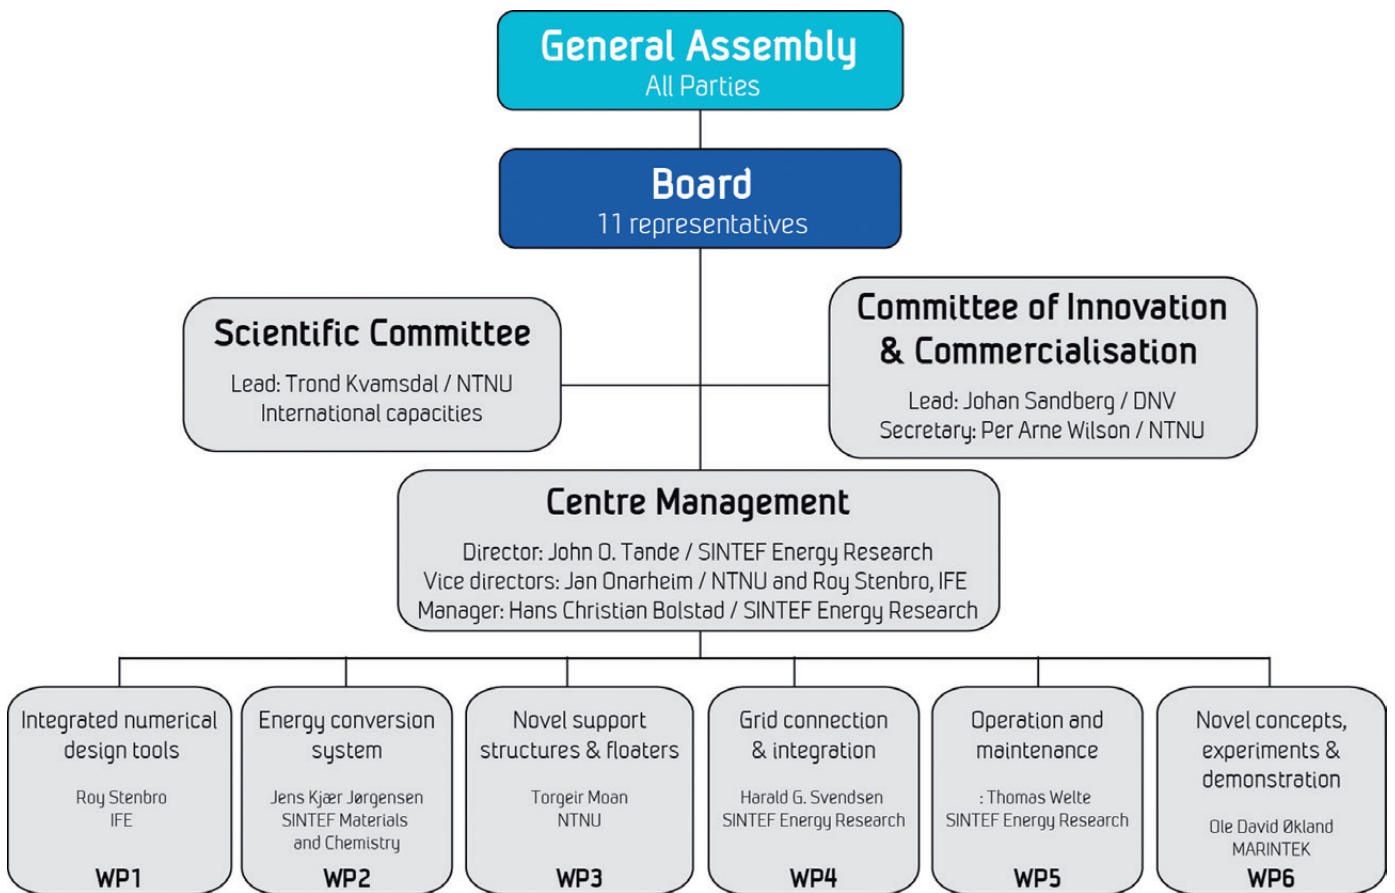 General Assembly
All Parties
Board
11 representatives
Scientific Committee
Lead: Trond Kvamsdal / NTNU
International capacities
Committee of Innovation
& Commercialisation
Lead: Johan Sandberg / DNV
Secretary: Per Arne Wilson / NTNU
Centre Management
Director: John O. Tande / SINTEF Energy Research
Vice directors: Jan Onarheim / NTNU and Roy Stenbro, IFE
Manager: Hans Christian Bolstad / SINTEF Energy Research
Integrated numerical
design tools
Roy Stenbro
IFE
WP1
Energy conversion
system
Jens Kjær Jørgensen
SINTEF Materials
and Chemistry
WP2
Novel support
structures & floaters
Torgeir Moan
NTNU
WP3
Grid connection
& integration
Harald G. Svendsen
SINTEF Energy Research
WP4
Operation and
maintenance
: Thomas Welte
SINTEF Energy Research
WP5
Novel concepts,
experiments &
demonstration
Ole David Økland
MARINTEK
WP6